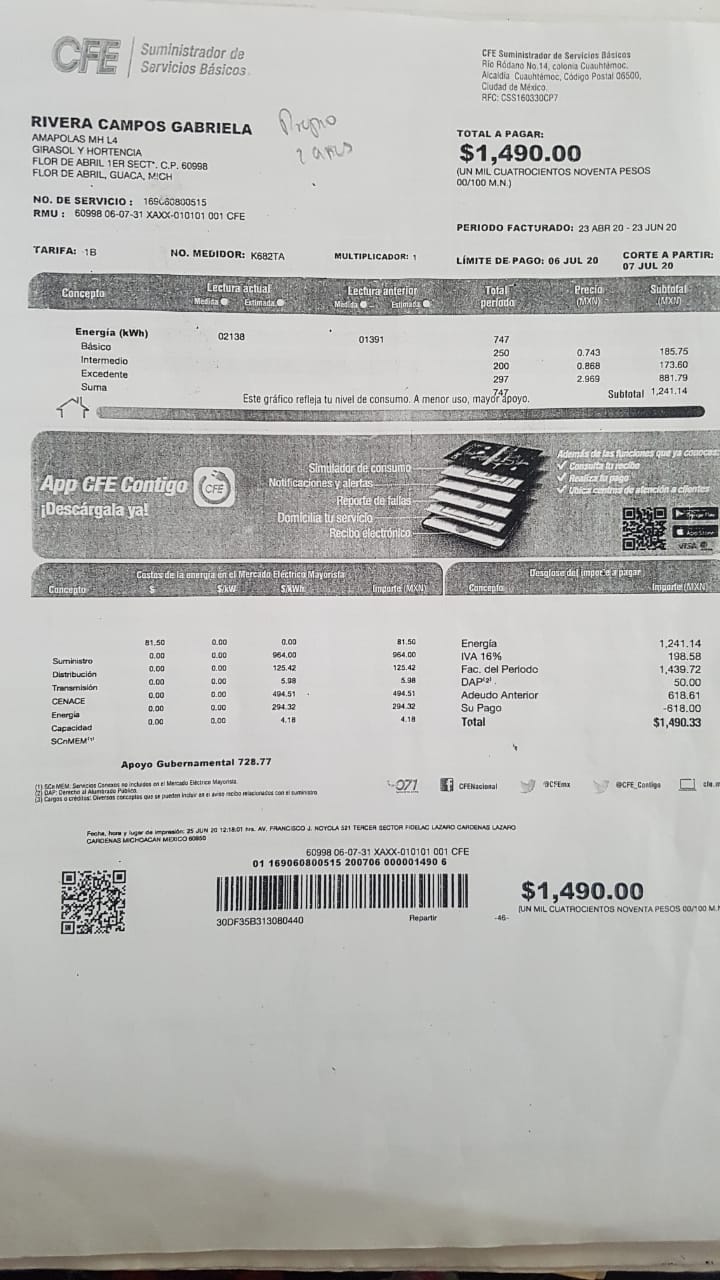 CFE
Suministrador de
Servicios Básicos
CFE Suministrador de Servicios Básicos
Río Ródano No.14, colonia Cuauhtémoc,
Alcaldía Cuauhtémoc, Código Postal 06500,
Ciudad de México.
RFC: CSS160330CP7
RIVERA CAMPOS GABRIELA
AMAPOLAS MH L4
GIRASOL Y HORTENCIA
FLOR DE ABRIL 1ER SECT'. C.P. 60998
FLOR DE ABRIL, GUACA, MICH
TOTAL A PAGAR:
$1,490.00
(UN MIL CUATROCIENTOS NOVENTA PESOS
00/100 M.N.)
NO. DE SERVICIO : 169060800515
RMU : 60998 06-07-31 XAXX-010101 001 CFE
PERIODO FACTURADO: 23 ABR 20 - 23 JUN 20
TARIFA: 1B NO. MEDIDOR: K682TA MULTIPLICADOR: 1 LÍMITE DE PAGO: 06 JUL 20
CORTE A PARTIR:
07 JUL 20
Concepto Lectura actual Lectura anterior Total periodo Precio (MXN) Subtotal (MXN)
Medida Estimada Medida Estimada
Energía (kWh) 02138 01391 747
Básico 250 0.743 185.75
Intermedio 200 0.868 173.60
Excedente 297 2.969 881.79
Suma 747 Subtotal 1,241.14
Este gráfico refleja tu nivel de consumo. A menor uso, mayor apoyo.
App CFE Contigo
CFE
¡Descárgala ya!
Simulador de consumo
Notificaciones y alertas
Reporte de fallas
Domicilia tu servicio
Recibo electrónico
Además de las funciones que ya conoces:
Consulta tu recibo
Realiza tu pago
Ubica centros de atención a clientes
VISA
Costos de la energía en el Mercado Eléctrico Mayorista
Concepto $ $/kW $/kWh Importe (MXN)
Suministro 81.50 0.00 0.00 81.50
Distribución 0.00 0.00 964.00 964.00
Transmisión 0.00 0.00 125.42 125.42
CENACE 0.00 0.00 5.98 5.98
Energía 0.00 0.00 494.51 494.51
Capacidad 0.00 0.00 294.32 294.32
SCnMEM(1) 0.00 0.00 4.18 4.18
Desglose del importe a pagar
Concepto Importe (MXN)
Energía 1,241.14
IVA 16% 198.58
Fac. del Periodo 1,439.72
DAP(2) 50.00
Adeudo Anterior 618.61
Su Pago -618.00
Total $1,490.33
Apoyo Gubernamental 728.77
(1) SCnMEM: Servicios Conexos no incluidos en el Mercado Eléctrico Mayorista.
(2) DAP: Derecho al Alumbrado Público.
(3) Cargos o créditos: Diversos conceptos que se pueden incluir en el aviso recibo relacionados con el suministro.
071 CFENacional @CFEmx @CFE_Contigo
Fecha, hora y lugar de impresión: 25 JUN 20 12:18:01 hrs. AV. FRANCISCO J. NOYOLA 521 TERCER SECTOR FIDELAC LAZARO CARDENAS LAZARO
CARDENAS MICHOACAN MEXICO 60950
60998 06-07-31 XAXX-010101 001 CFE
01 169060800515 200706 000001490 6
30DF35B313080440 Repartir -46-
$1,490.00
(UN MIL CUATROCIENTOS NOVENTA PESOS 00/100